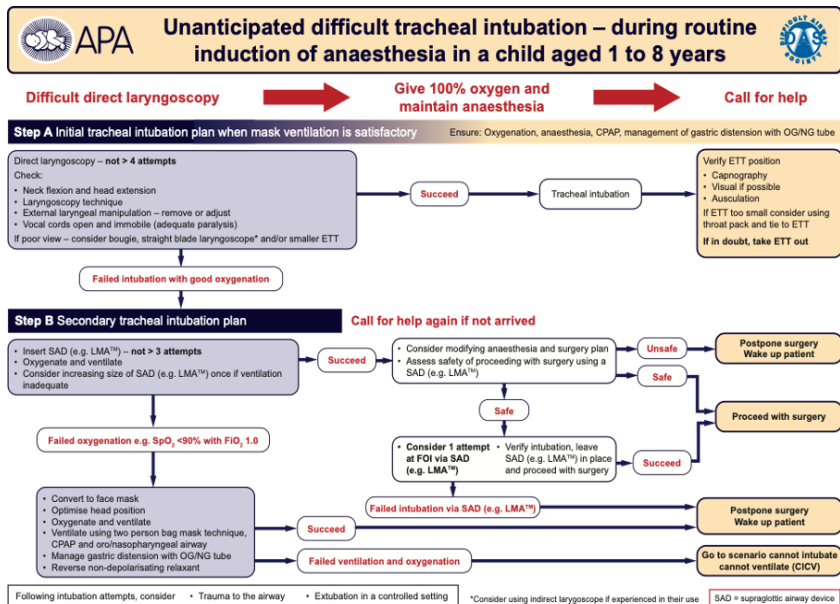 APA
Unanticipated difficult tracheal intubation – during routine
induction of anaesthesia in a child aged 1 to 8 years
DIFFICULT AIRWAY
DAS
SOCIETY
Difficult direct laryngoscopy
Give 100% oxygen and
maintain anaesthesia
Call for help
Step A Initial tracheal intubation plan when mask ventilation is satisfactory
Ensure: Oxygenation, anaesthesia, CPAP, management of gastric distension with OG/NG tube
Direct laryngoscopy – not > 4 attempts
Check:
• Neck flexion and head extension
• Laryngoscopy technique
• External laryngeal manipulation – remove or adjust
• Vocal cords open and immobile (adequate paralysis)
If poor view – consider bougie, straight blade laryngoscope* and/or smaller ETT
Succeed
Tracheal intubation
Verify ETT position
• Capnography
• Visual if possible
• Ausculation
If ETT too small consider using
throat pack and tie to ETT
If in doubt, take ETT out
Failed intubation with good oxygenation
Step B Secondary tracheal intubation plan
Call for help again if not arrived
• Insert SAD (e.g. LMA™) – not > 3 attempts
• Oxygenate and ventilate
• Consider increasing size of SAD (e.g. LMA™) once if ventilation
inadequate
Succeed
• Consider modifying anaesthesia and surgery plan
• Assess safety of proceeding with surgery using a
SAD (e.g. LMA™)
Unsafe
Postpone surgery
Wake up patient
Safe
Safe
Proceed with surgery
Failed oxygenation e.g. SpO₂ <90% with FiO₂ 1.0
• Consider 1 attempt
at FOI via SAD
(e.g. LMA™)
• Verify intubation, leave
SAD (e.g. LMA™) in place
and proceed with surgery
Succeed
Failed intubation via SAD (e.g. LMA™)
Postpone surgery
Wake up patient
• Convert to face mask
• Optimise head position
• Oxygenate and ventilate
• Ventilate using two person bag mask technique,
CPAP and oro/nasopharyngeal airway
• Manage gastric distension with OG/NG tube
• Reverse non-depolarising relaxant
Succeed
Failed ventilation and oxygenation
Go to scenario cannot intubate
cannot ventilate (CICV)
Following intubation attempts, consider • Trauma to the airway • Extubation in a controlled setting
*Consider using indirect laryngoscope if experienced in their use
SAD = supraglottic airway device